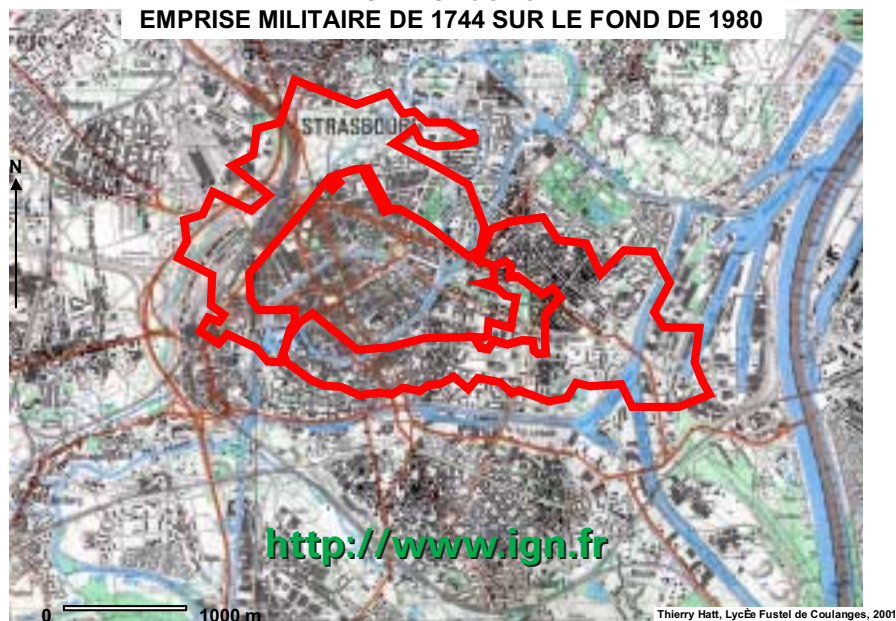 EMPRISE MILITAIRE DE 1744 SUR LE FOND DE 1980
STRASBOURG
N
http://www.ign.fr
0 1000 m
Thierry Hatt, LycÈe Fustel de Coulanges, 2001